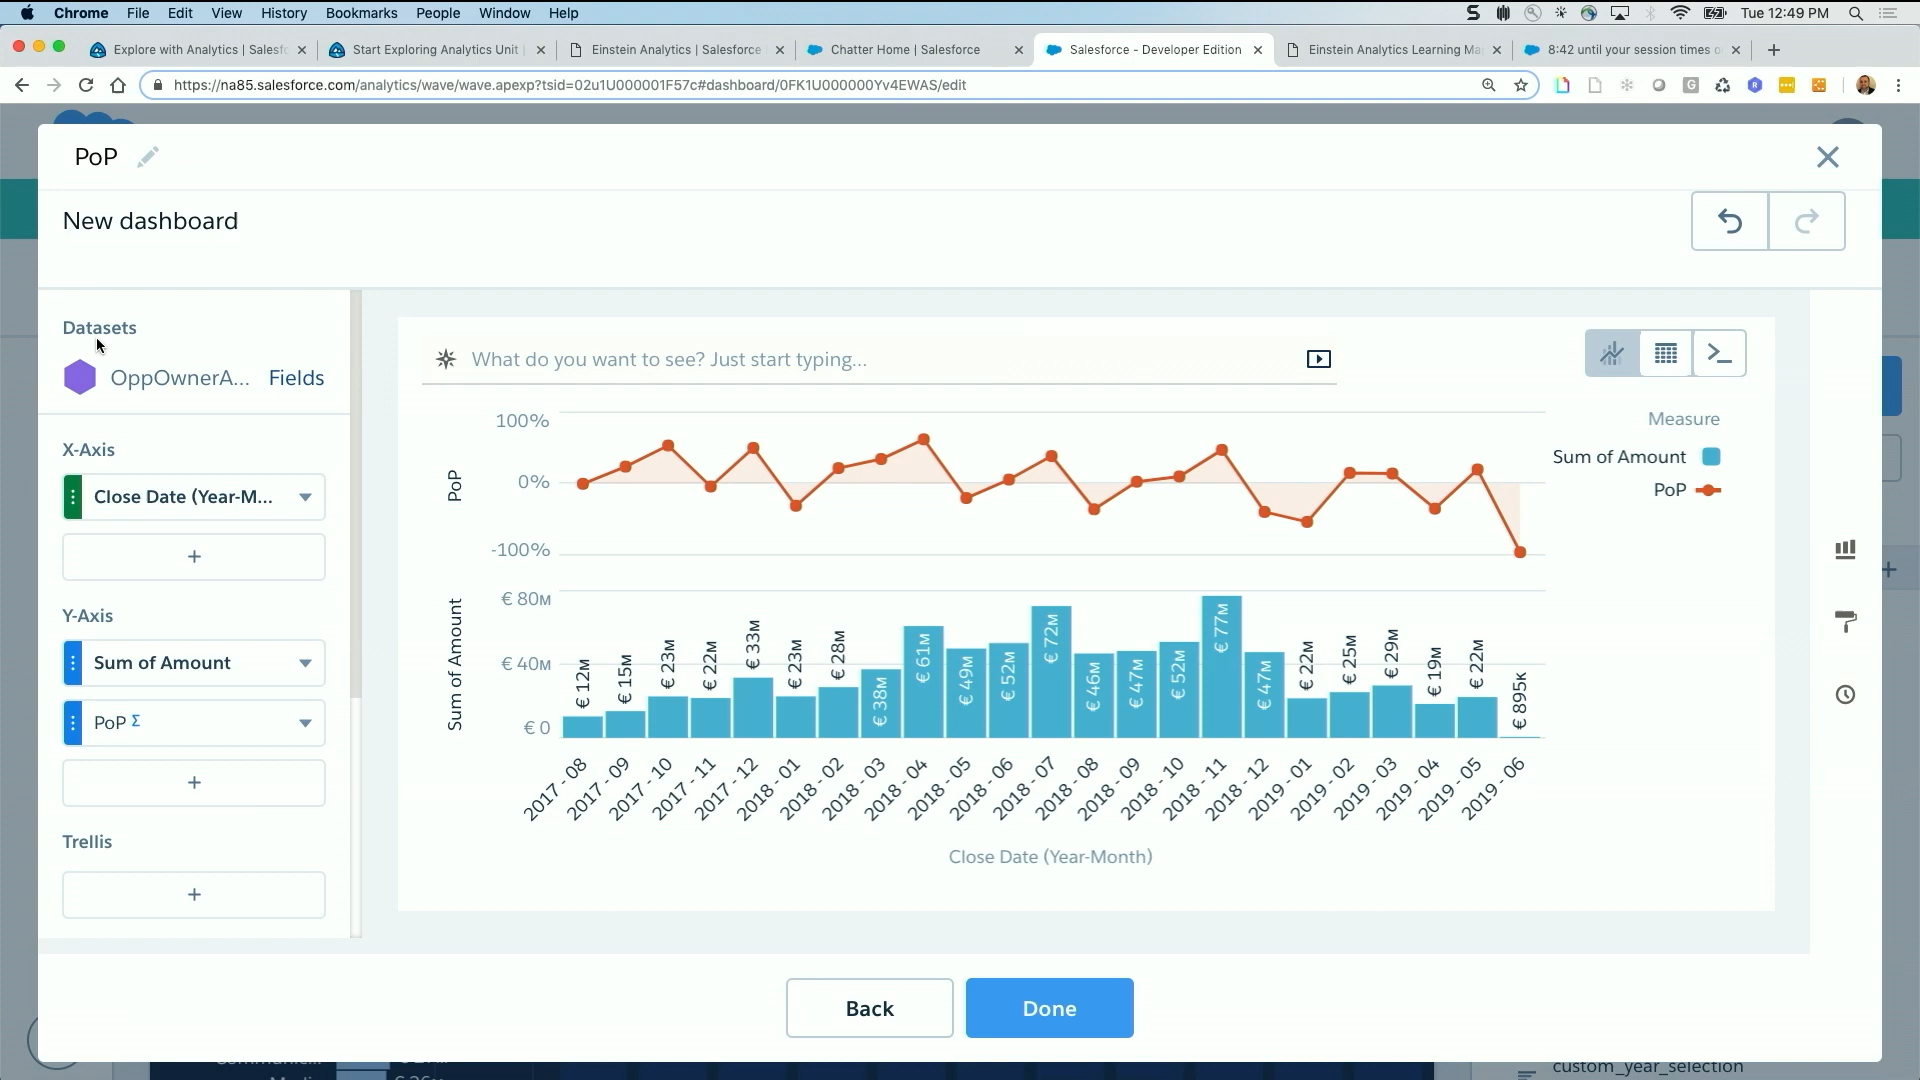 Chrome File Edit View History Bookmarks People Window Help Tue 12:49 PM
Explore with Analytics | Salesf
Start Exploring Analytics Unit
Einstein Analytics | Salesforce
Chatter Home | Salesforce
Salesforce - Developer Edition
Einstein Analytics Learning Ma
8:42 until your session times o
https://na85.salesforce.com/analytics/wave/wave.apexp?tsid=02u1U000001F57c#dashboard/0FK1U000000Yv4EWAS/edit
PoP
New dashboard
Datasets
OppOwnerA... Fields
X-Axis
Close Date (Year-M...
+
Y-Axis
Sum of Amount
PoP Σ
+
Trellis
+
What do you want to see? Just start typing...
Measure
Sum of Amount
PoP
PoP
100%
0%
-100%
Sum of Amount
€ 80M
€ 40M
€ 0
€ 12M
€ 15M
€ 23M
€ 22M
€ 33M
€ 23M
€ 28M
€ 38M
€ 61M
€ 49M
€ 52M
€ 72M
€ 46M
€ 47M
€ 52M
€ 77M
€ 47M
€ 22M
€ 25M
€ 29M
€ 19M
€ 22M
€ 895K
2017 - 08
2017 - 09
2017 - 10
2017 - 11
2017 - 12
2018 - 01
2018 - 02
2018 - 03
2018 - 04
2018 - 05
2018 - 06
2018 - 07
2018 - 08
2018 - 09
2018 - 10
2018 - 11
2018 - 12
2019 - 01
2019 - 02
2019 - 03
2019 - 04
2019 - 05
2019 - 06
Close Date (Year-Month)
Back
Done
custom_year_selection